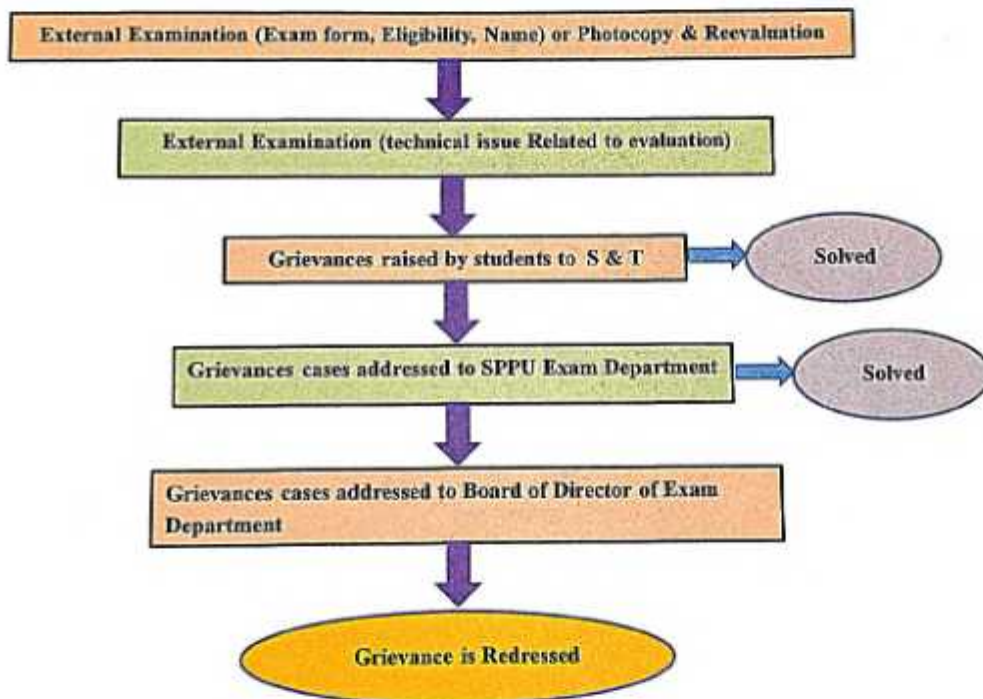 External Examination (Exam form, Eligibility, Name) or Photocopy & Reevaluation
External Examination (technical issue Related to evaluation)
Grievances raised by students to S & T
Solved
Grievances cases addressed to SPPU Exam Department
Solved
Grievances cases addressed to Board of Director of Exam
Department
Grievance is Redressed